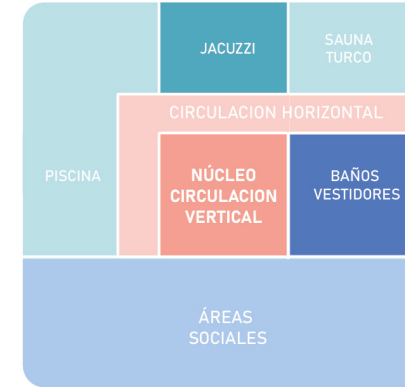 JACUZZI
SAUNA
TURCO
CIRCULACION HORIZONTAL
PISCINA
NÚCLEO
CIRCULACION
VERTICAL
BAÑOS
VESTIDORES
ÁREAS
SOCIALES